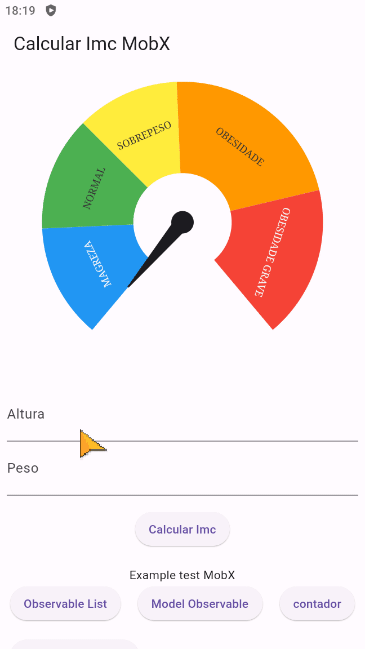 18:19
Calcular Imc MobX
SOBREPESO
OBESIDADE
NORMAL
MAGREZA
OBESIDADE GRAVE
Altura
Peso
Calcular Imc
Example test MobX
Observable List
Model Observable
contador